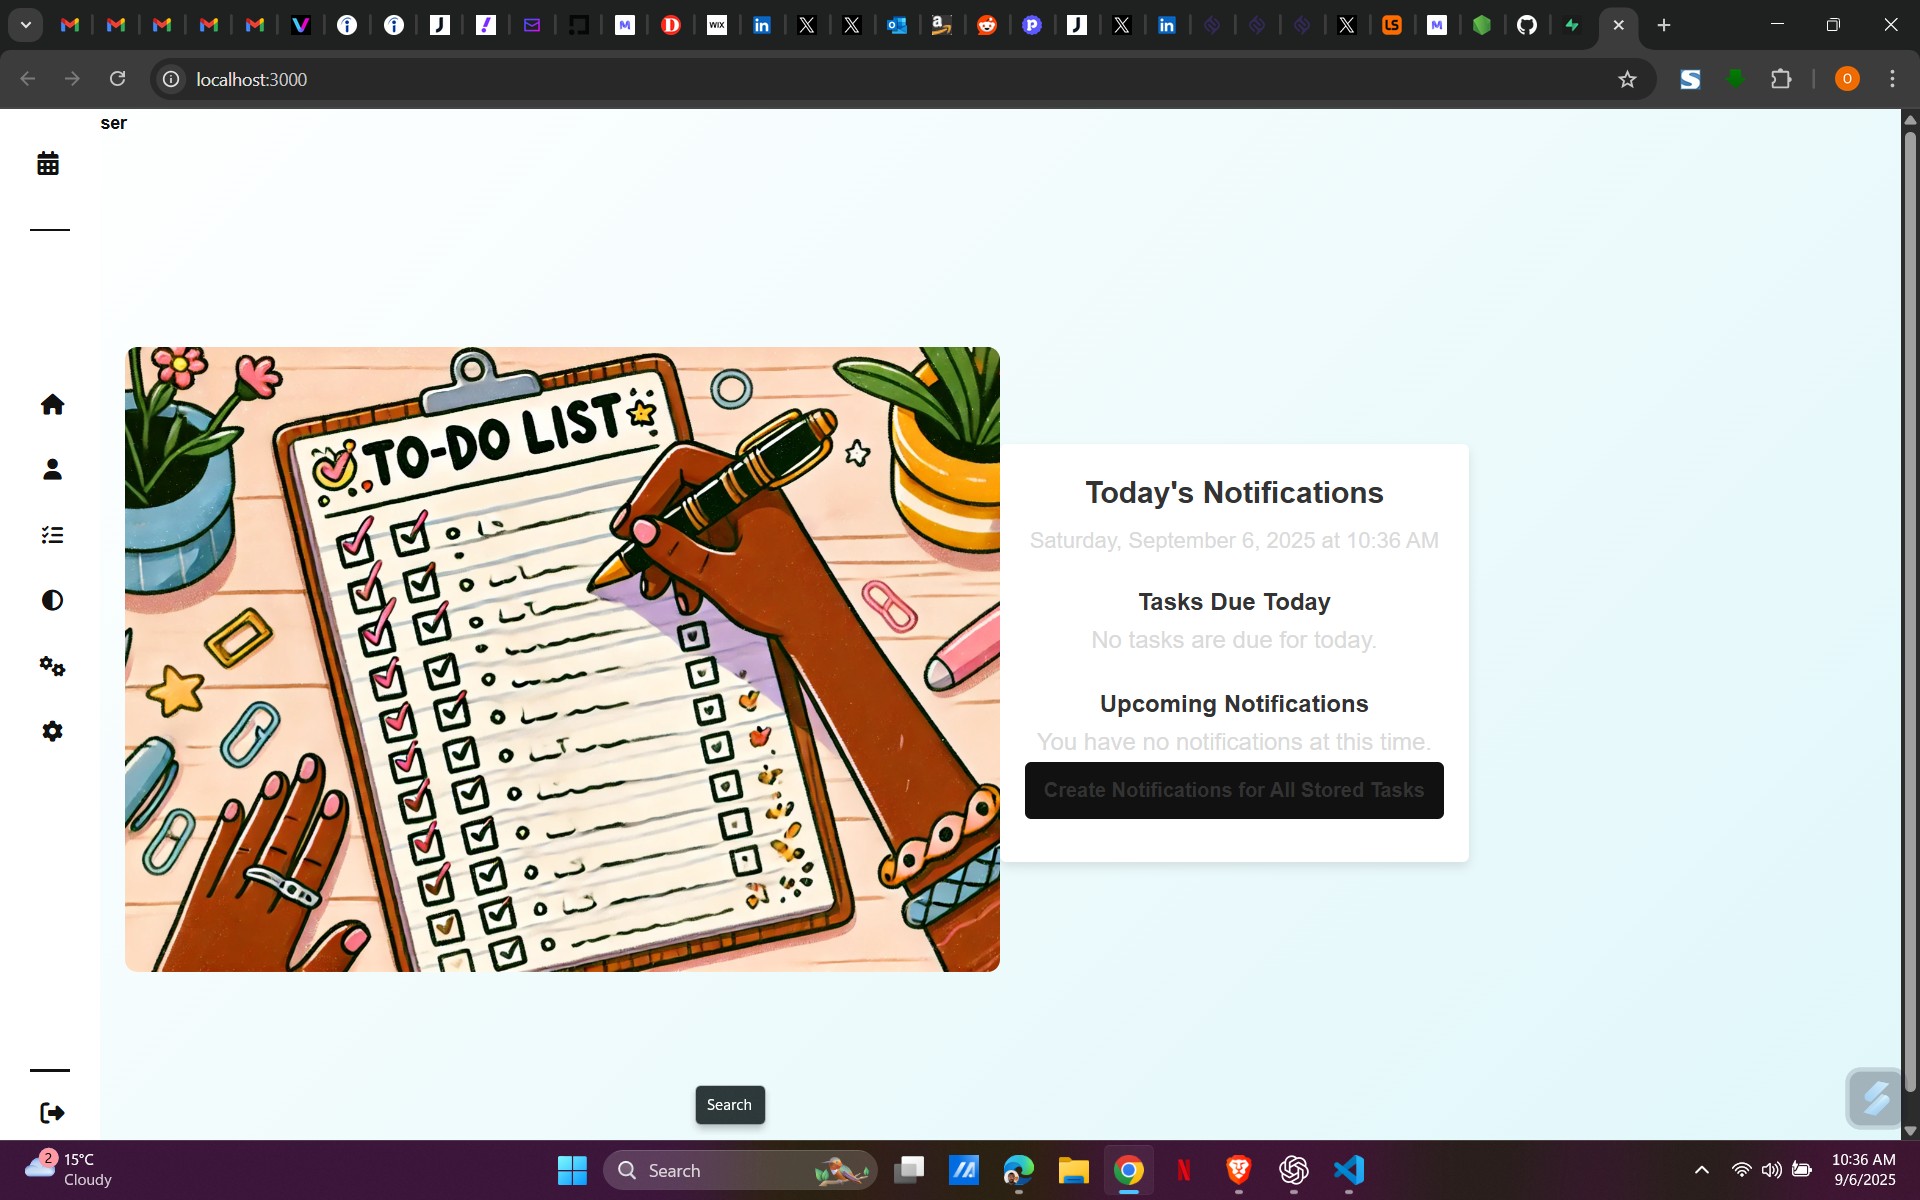 localhost:3000
ser
TO-DO LIST
Today's Notifications
Saturday, September 6, 2025 at 10:36 AM
Tasks Due Today
No tasks are due for today.
Upcoming Notifications
You have no notifications at this time.
Create Notifications for All Stored Tasks
Search
2
15°C
Cloudy
Search
10:36 AM
9/6/2025